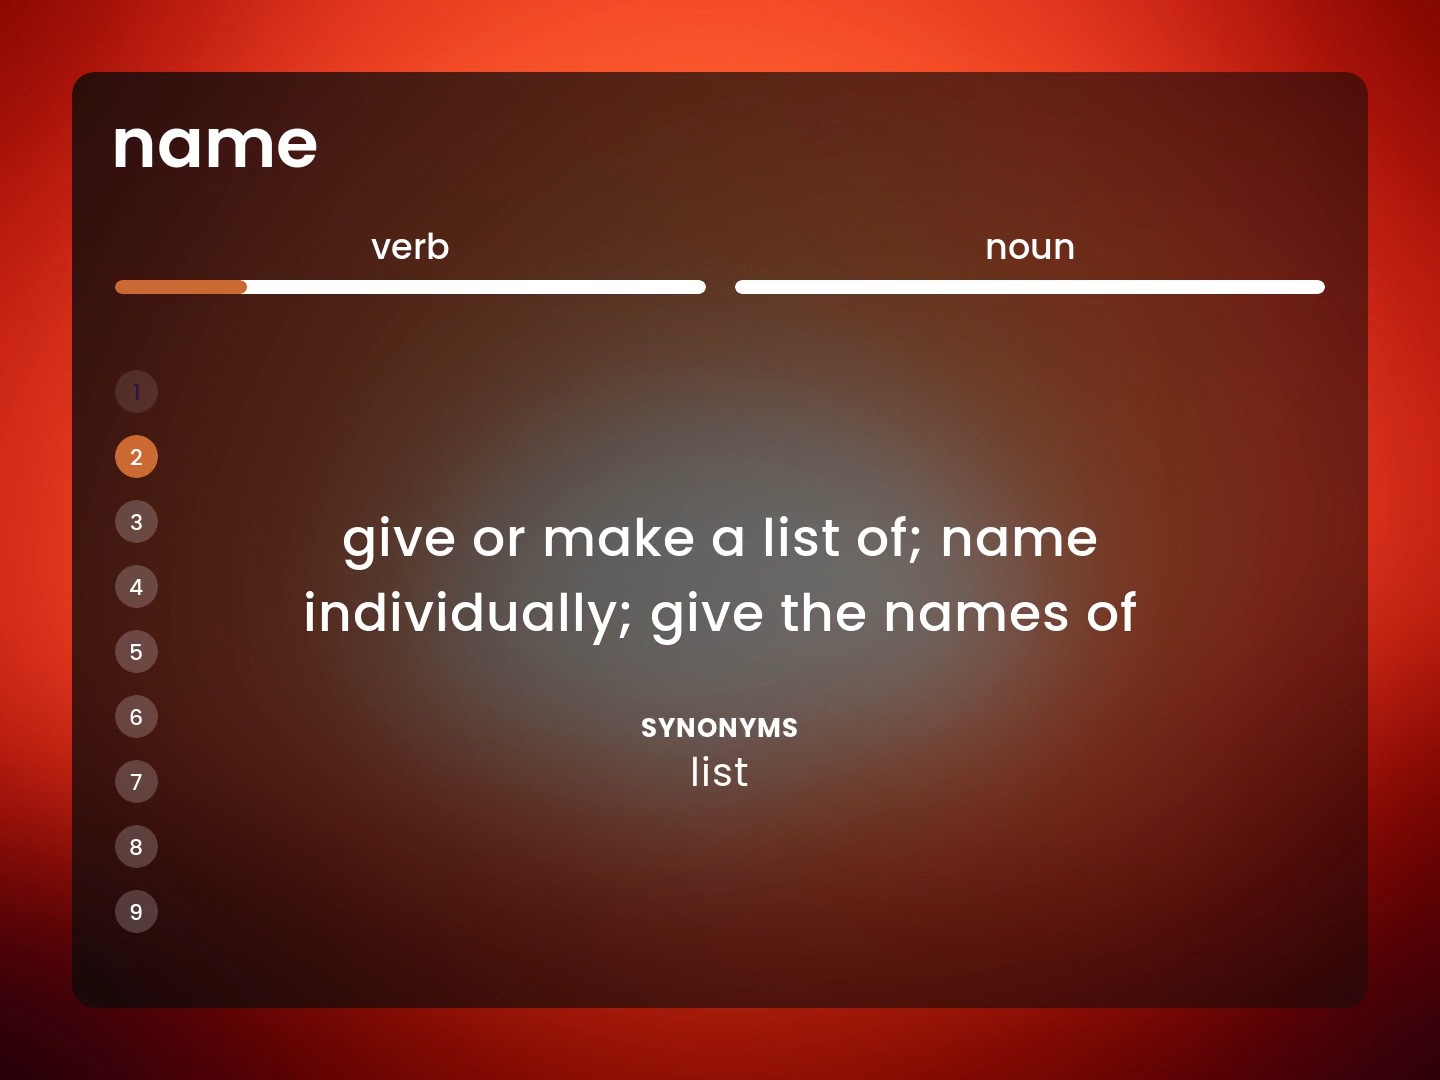 name
verb
noun
1
2
3
4
5
6
7
8
9
give or make a list of; name
individually; give the names of
SYNONYMS
list